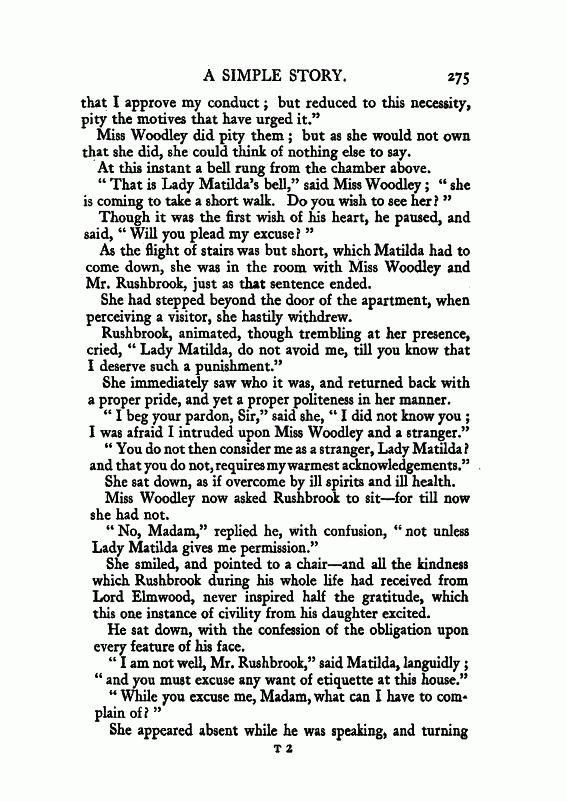 A SIMPLE STORY. 275
that I approve my conduct; but reduced to this necessity,
pity the motives that have urged it.”
Miss Woodley did pity them; but as she would not own
that she did, she could think of nothing else to say.
At this instant a bell rung from the chamber above.
“That is Lady Matilda’s bell,” said Miss Woodley; “she
is coming to take a short walk. Do you wish to see her?”
Though it was the first wish of his heart, he paused, and
said, “Will you plead my excuse?”
As the flight of stairs was but short, which Matilda had to
come down, she was in the room with Miss Woodley and
Mr. Rushbrook, just as that sentence ended.
She had stepped beyond the door of the apartment, when
perceiving a visitor, she hastily withdrew.
Rushbrook, animated, though trembling at her presence,
cried, “Lady Matilda, do not avoid me, till you know that
I deserve such a punishment.”
She immediately saw who it was, and returned back with
a proper pride, and yet a proper politeness in her manner.
“I beg your pardon, Sir,” said she, “I did not know you;
I was afraid I intruded upon Miss Woodley and a stranger.”
“You do not then consider me as a stranger, Lady Matilda?
and that you do not, requires my warmest acknowledgements.”
She sat down, as if overcome by ill spirits and ill health.
Miss Woodley now asked Rushbrook to sit—for till now
she had not.
“No, Madam,” replied he, with confusion, “not unless
Lady Matilda gives me permission.”
She smiled, and pointed to a chair—and all the kindness
which Rushbrook during his whole life had received from
Lord Elmwood, never inspired half the gratitude, which
this one instance of civility from his daughter excited.
He sat down, with the confession of the obligation upon
every feature of his face.
“I am not well, Mr. Rushbrook,” said Matilda, languidly;
“and you must excuse any want of etiquette at this house.”
“While you excuse me, Madam, what can I have to com-
plain of?”
She appeared absent while he was speaking, and turning
T 2